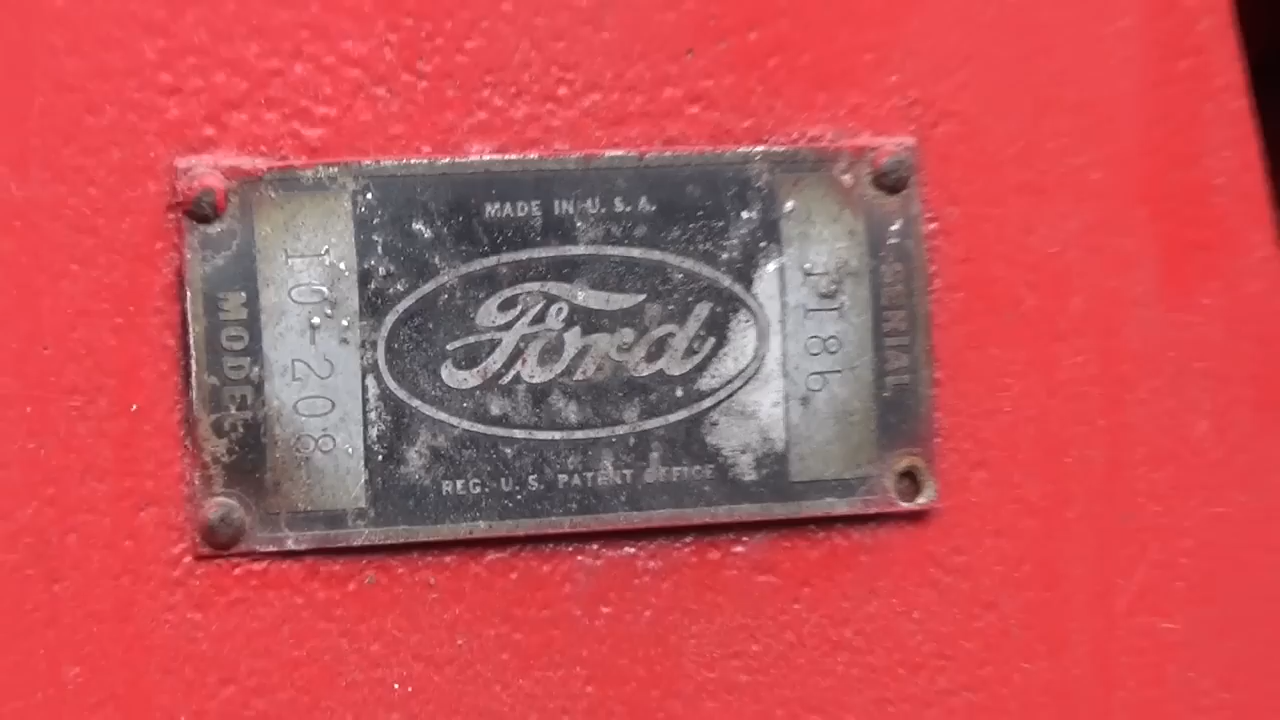 MADE IN U. S. A.
MODEL
10-208
Ford
SERIAL
REG. U. S. PATENT OFFICE